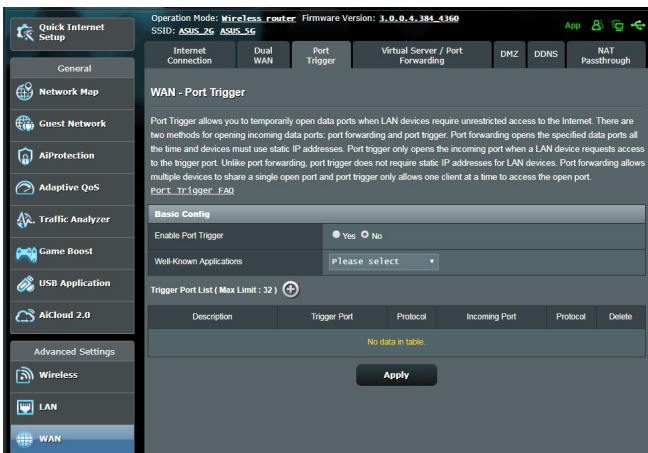 Quick Internet Setup
Operation Mode: Wireless router Firmware Version: 3.0.0.4.384_4360
SSID: ASUS_2G ASUS_5G
App
Internet Connection
Dual WAN
Port Trigger
Virtual Server / Port Forwarding
DMZ
DDNS
NAT Passthrough
General
Network Map
Guest Network
AiProtection
Adaptive QoS
Traffic Analyzer
Game Boost
USB Application
AiCloud 2.0
Advanced Settings
Wireless
LAN
WAN
WAN - Port Trigger
Port Trigger allows you to temporarily open data ports when LAN devices require unrestricted access to the Internet. There are
two methods for opening incoming data ports: port forwarding and port trigger. Port forwarding opens the specified data ports all
the time and devices must use static IP addresses. Port trigger only opens the incoming port when a LAN device requests access
to the trigger port. Unlike port forwarding, port trigger does not require static IP addresses for LAN devices. Port forwarding allows
multiple devices to share a single open port and port trigger only allows one client at a time to access the open port.
Port Trigger FAQ
Basic Config
Enable Port Trigger
Yes No
Well-Known Applications
Please select
Trigger Port List ( Max Limit : 32 )
Description Trigger Port Protocol Incoming Port Protocol Delete
No data in table.
Apply